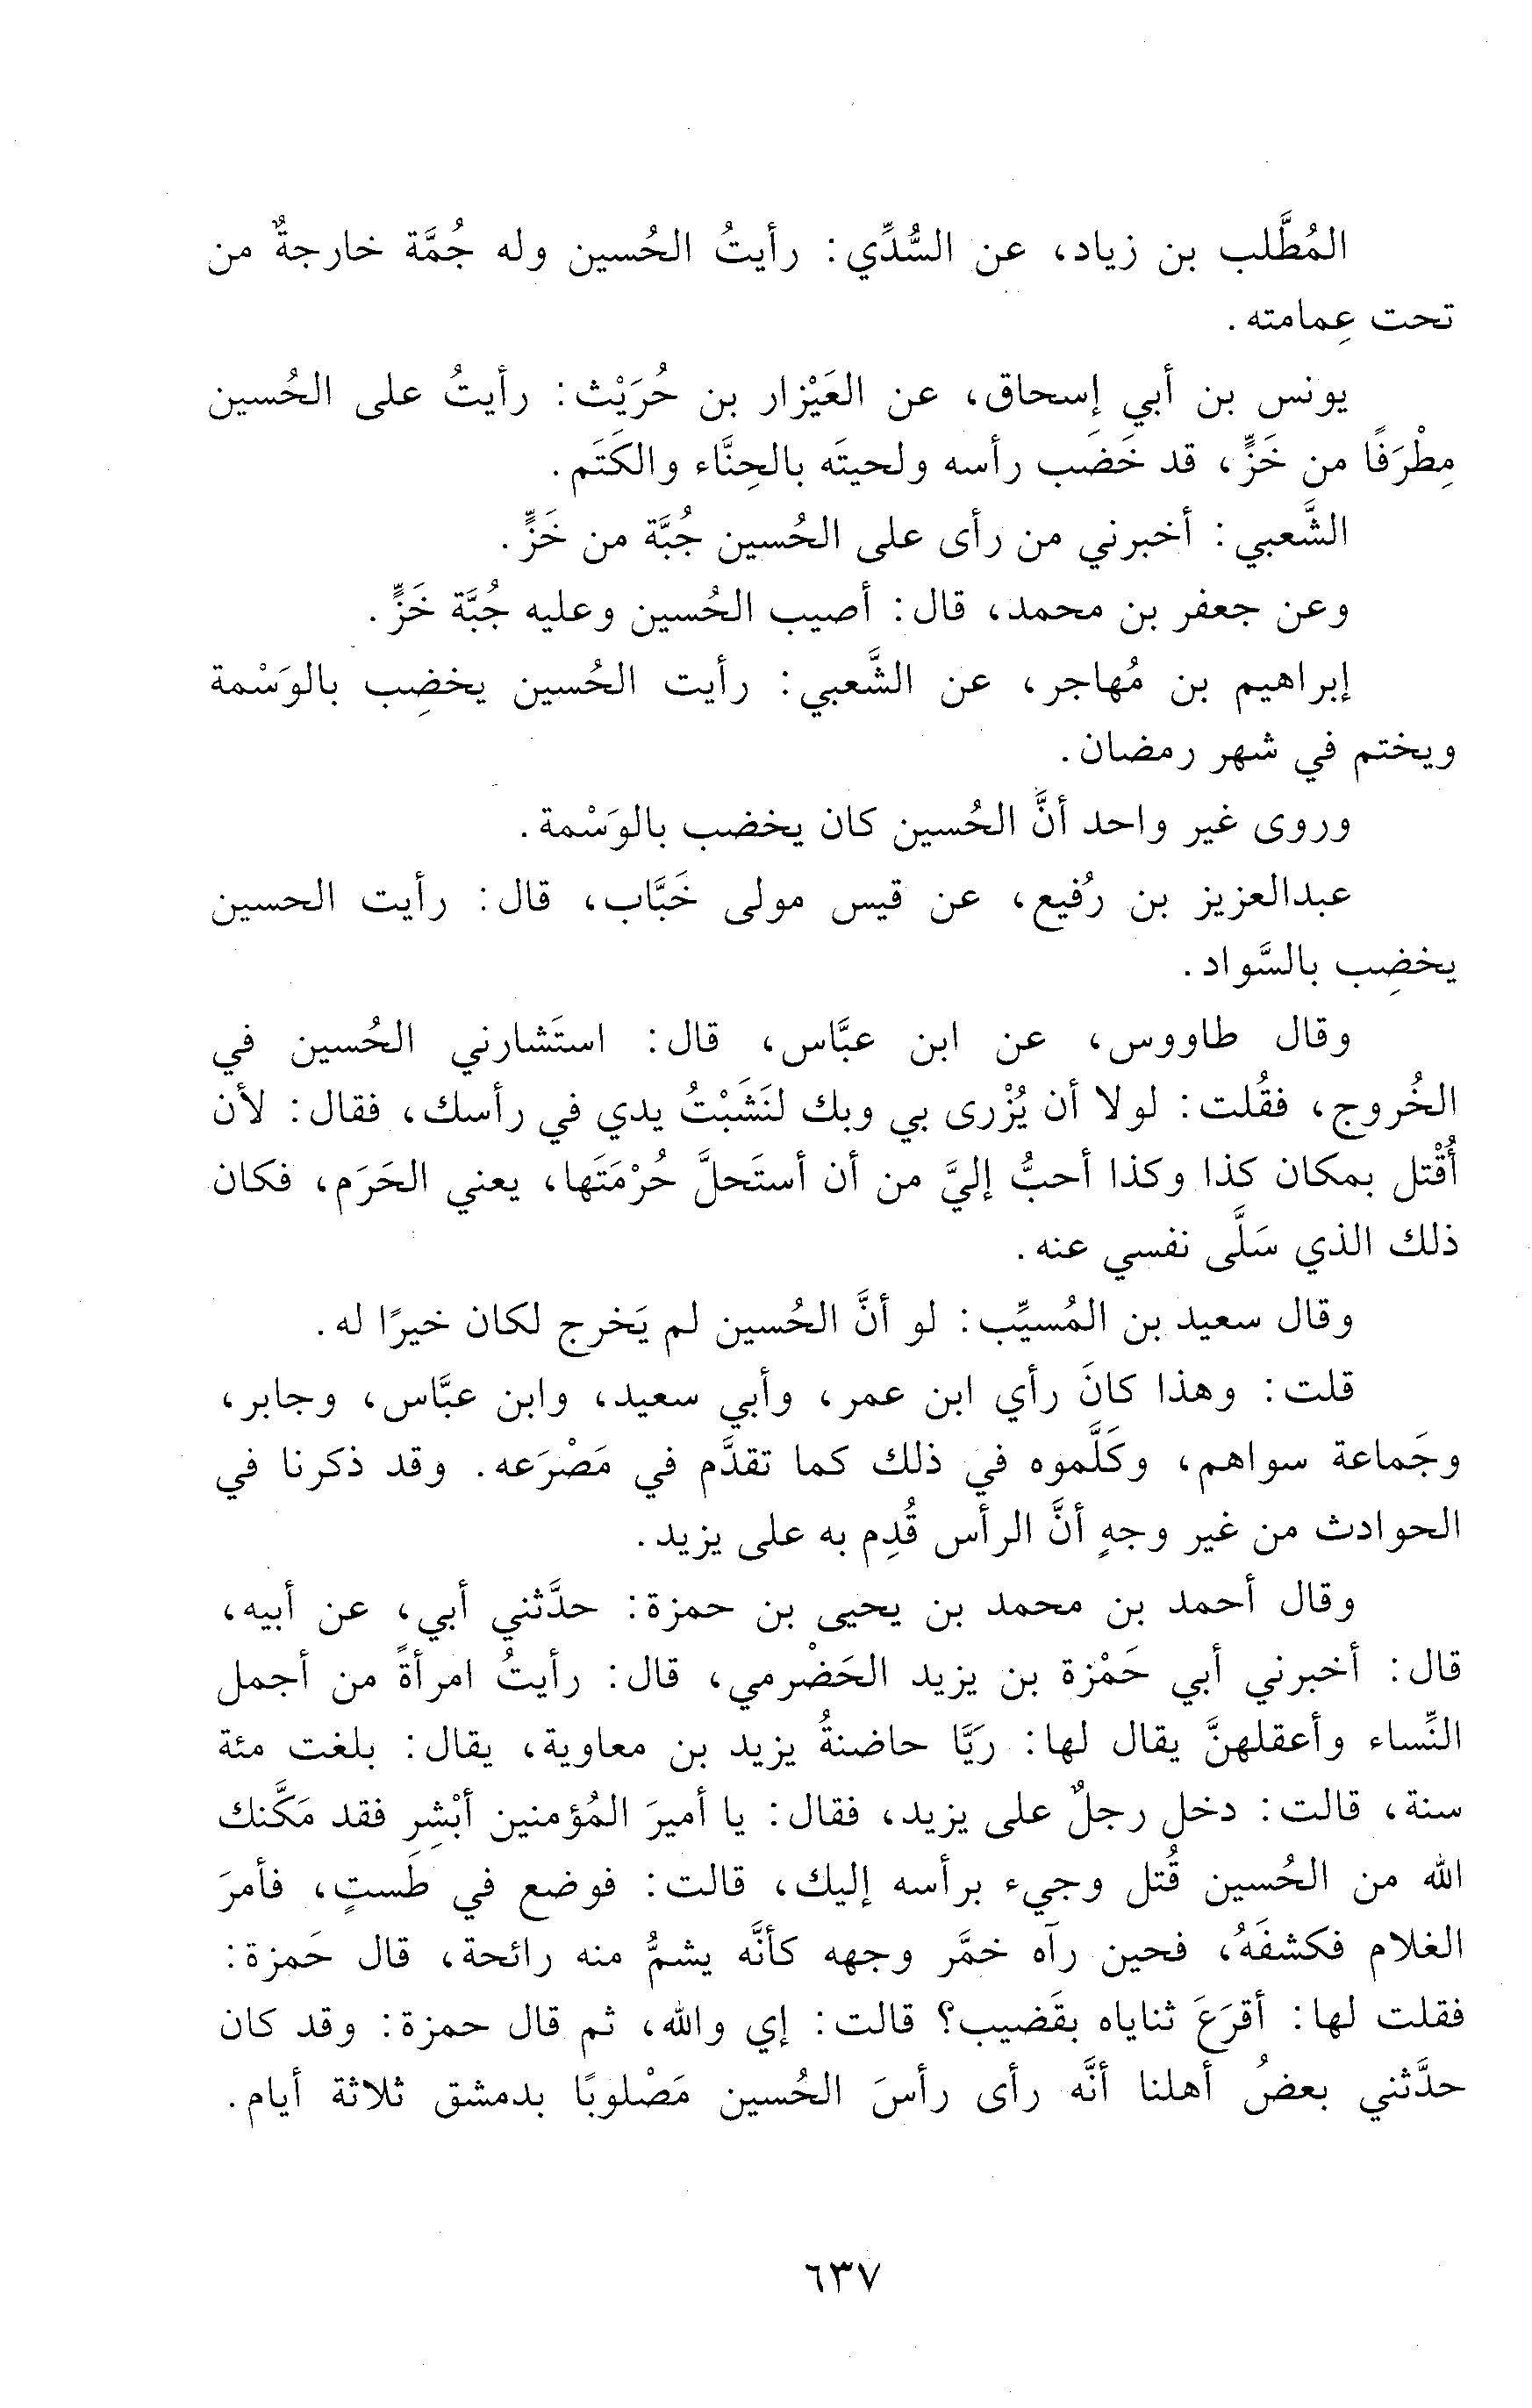 المُطَّلب بن زياد، عن السُّدِّي: رأيتُ الحُسين وله جُمَّة خارجةٌ من
تحت عِمامته.
يونس بن أبي إسحاق، عن العَيْزار بن حُرَيْث: رأيتُ على الحُسين
مِطْرَفًا من خَزٍّ، قد خَضَب رأسه ولحيتَه بالحِنَّاء والكَتَم.
الشَّعبي: أخبرني من رأى على الحُسين جُبَّة من خَزٍّ.
وعن جعفر بن محمد، قال: أصيب الحُسين وعليه جُبَّة خَزٍّ.
إبراهيم بن مُهاجر، عن الشَّعبي: رأيت الحُسين يخضِب بالوَسْمة
ويختم في شهر رمضان.
وروى غير واحد أنَّ الحُسين كان يخضب بالوَسْمة.
عبدالعزيز بن رُفيع، عن قيس مولى خَبَّاب، قال: رأيت الحسين
يخضِب بالسَّواد.
وقال طاووس، عن ابن عبَّاس، قال: استَشارني الحُسين في
الخُروج، فقُلت: لولا أن يُزْرى بي وبك لنَشَبْتُ يدي في رأسك، فقال: لأن
أُقْتل بمكان كذا وكذا أحبُّ إليَّ من أن أستَحلَّ حُرْمَتَها، يعني الحَرَم، فكان
ذلك الذي سَلَّى نفسي عنه.
وقال سعيد بن المُسيِّب: لو أنَّ الحُسين لم يَخرج لكان خيرًا له.
قلت: وهذا كانَ رأي ابن عمر، وأبي سعيد، وابن عبَّاس، وجابر،
وجَماعة سواهم، وكَلَّموه في ذلك كما تقدَّم في مَصْرَعه. وقد ذكرنا في
الحوادث من غير وجهٍ أنَّ الرأس قُدِم به على يزيد.
وقال أحمد بن محمد بن يحيى بن حمزة: حدَّثني أبي، عن أبيه،
قال: أخبرني أبي حَمْزة بن يزيد الحَضْرمي، قال: رأيتُ امرأةً من أجمل
النِّساء وأعقلهنَّ يقال لها: رَيَّا حاضنةُ يزيد بن معاوية، يقال: بلغت مئة
سنة، قالت: دخل رجلٌ على يزيد، فقال: يا أميرَ المُؤمنين أبْشِر فقد مَكَّنك
الله من الحُسين قُتل وجيء برأسه إليك، قالت: فوضع في طَستٍ، فأمرَ
الغلام فكشفَهُ، فحين رآه خمَّر وجهه كأنَّه يشمُّ منه رائحة، قال حَمزة:
فقلت لها: أقرَعَ ثناياه بقَضيب؟ قالت: إي والله، ثم قال حمزة: وقد كان
حدَّثني بعضُ أهلنا أنَّه رأى رأسَ الحُسين مَصْلوبًا بدمشق ثلاثة أيام.
٦٣٧